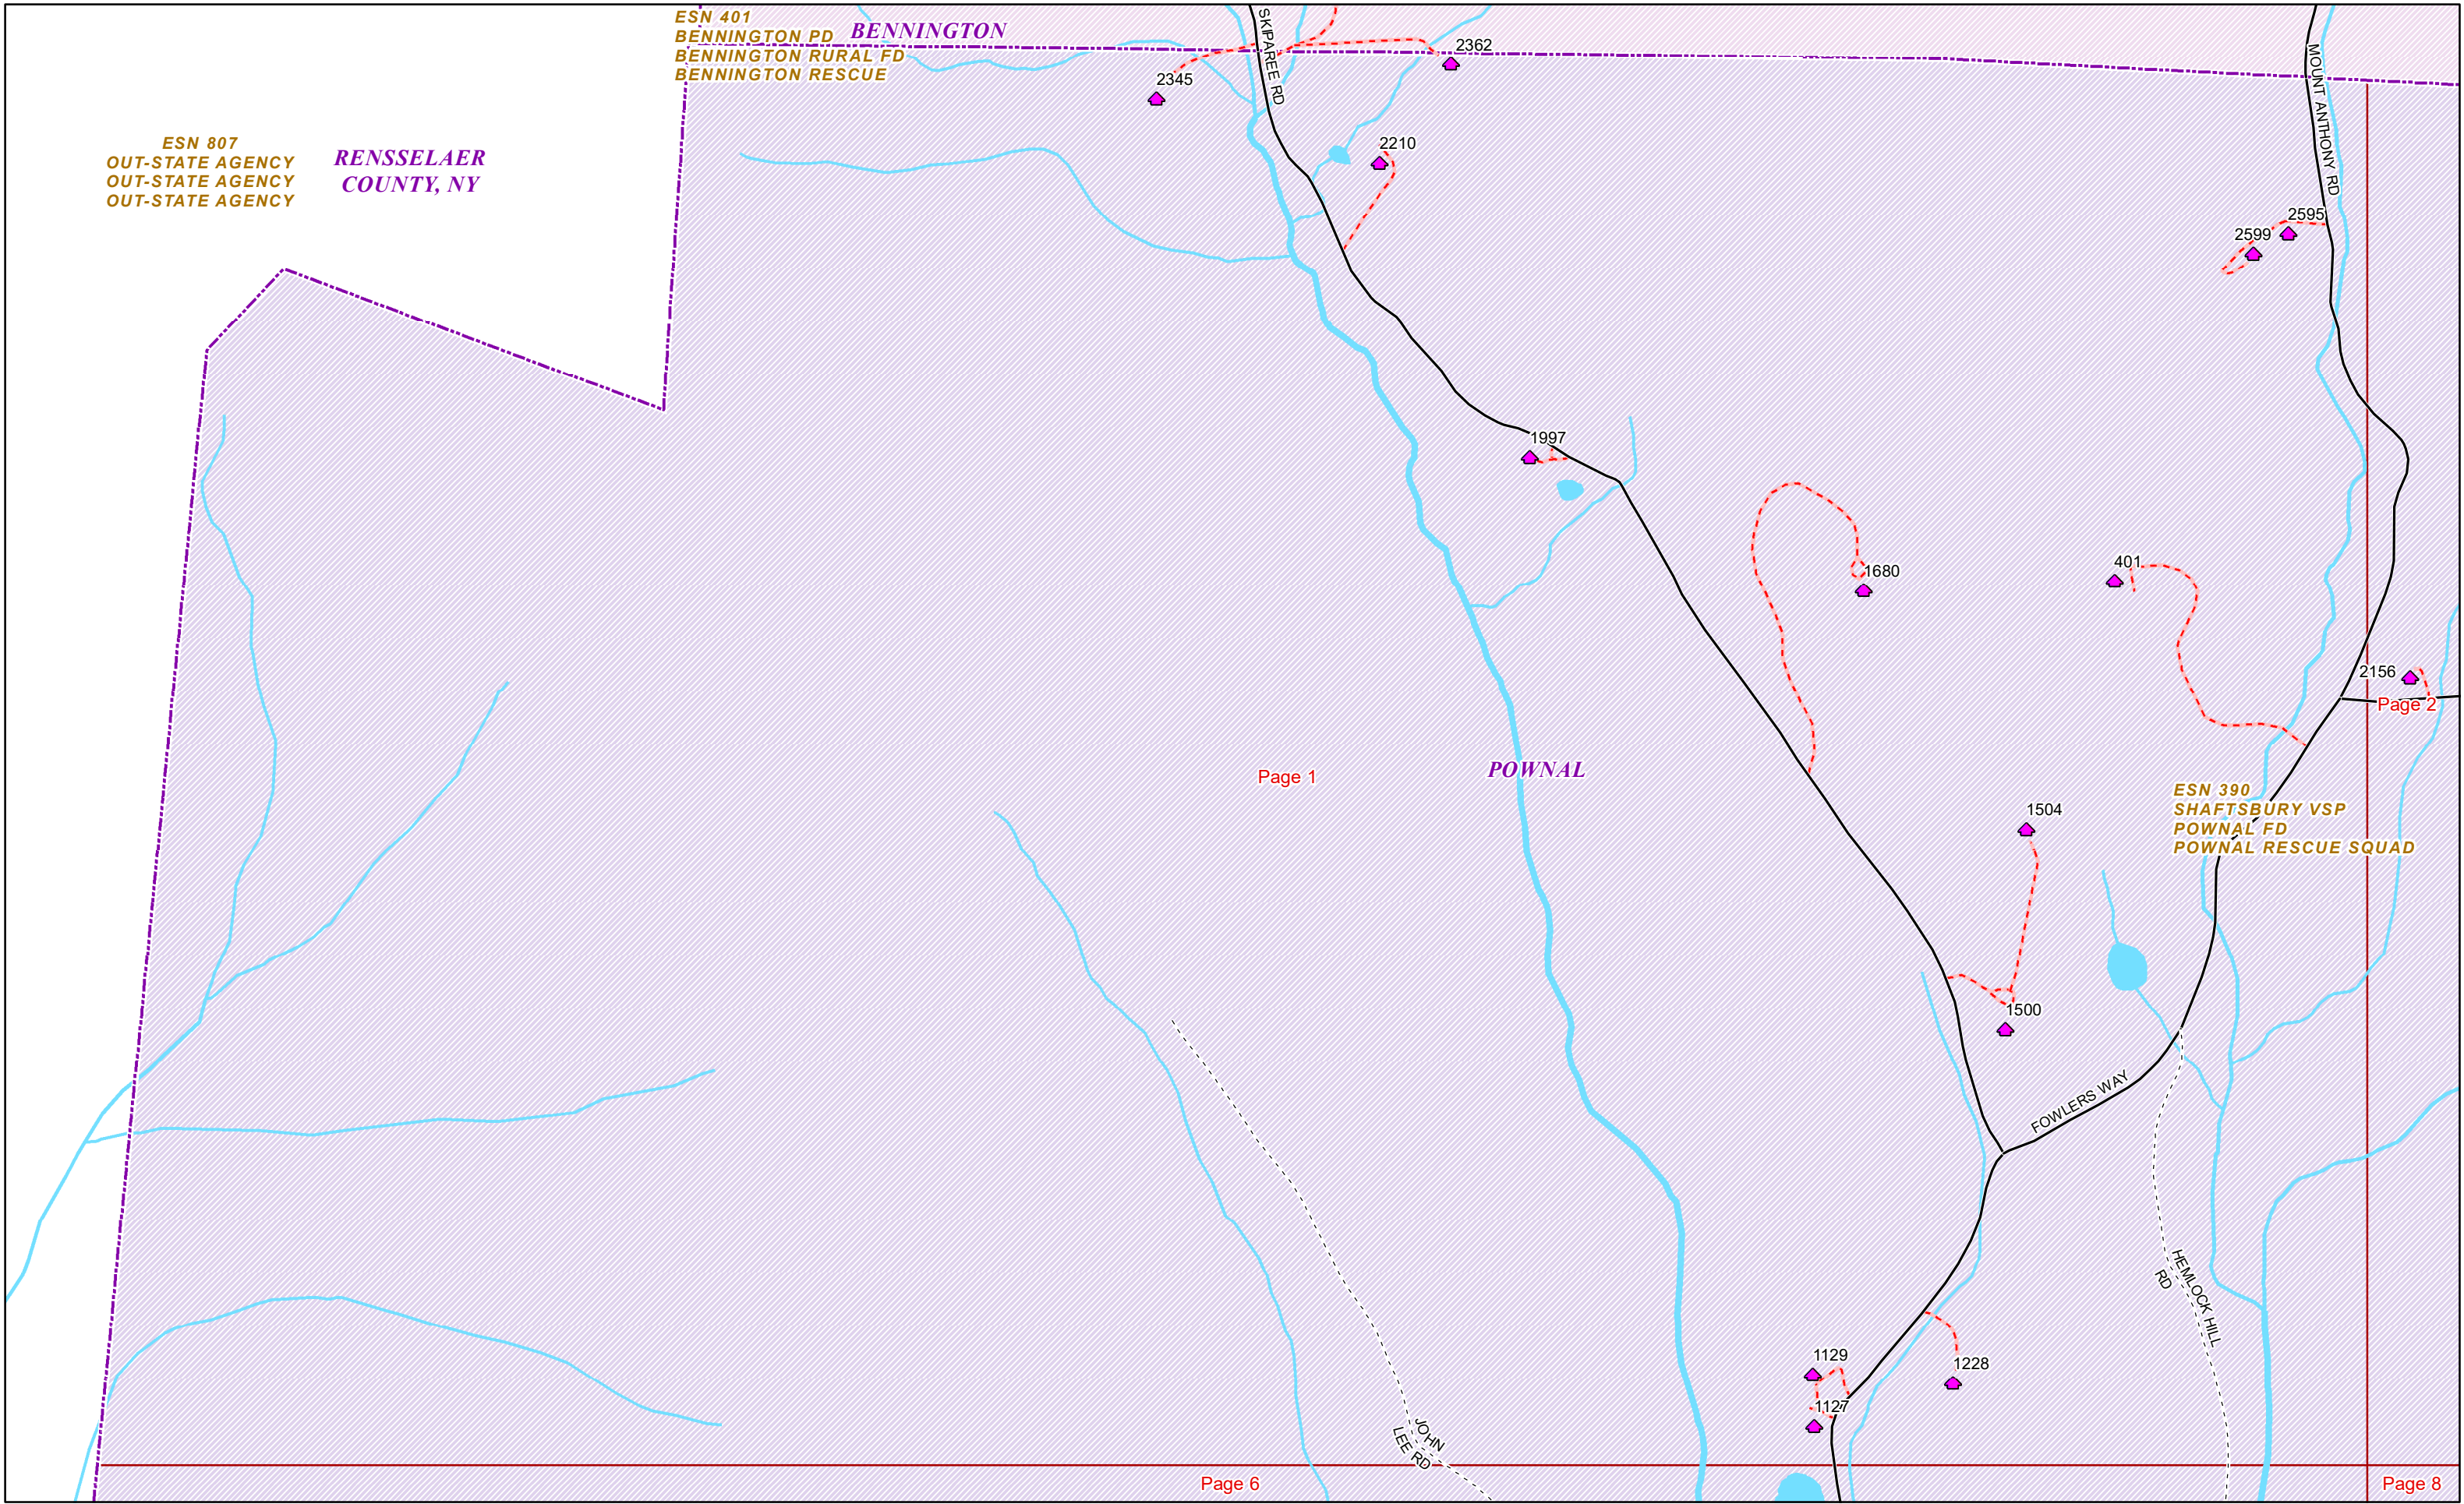 ESN 401
BENNINGTON PD
BENNINGTON RURAL FD
BENNINGTON RESCUE
BENNINGTON
SKIPAREE RD
2362
2345
MOUNT ANTHONY RD
ESN 807
OUT-STATE AGENCY
OUT-STATE AGENCY
OUT-STATE AGENCY
RENSSELAER
COUNTY, NY
2210
2595
2599
1997
1680
401
2156
Page 2
Page 1
POWNAL
ESN 390
SHAFTSBURY VSP
POWNAL FD
POWNAL RESCUE SQUAD
1504
1500
FOWLERS WAY
HEMLOCK HILL
RD
1129
1228
1127
JOHN
LEE RD
Page 6
Page 8